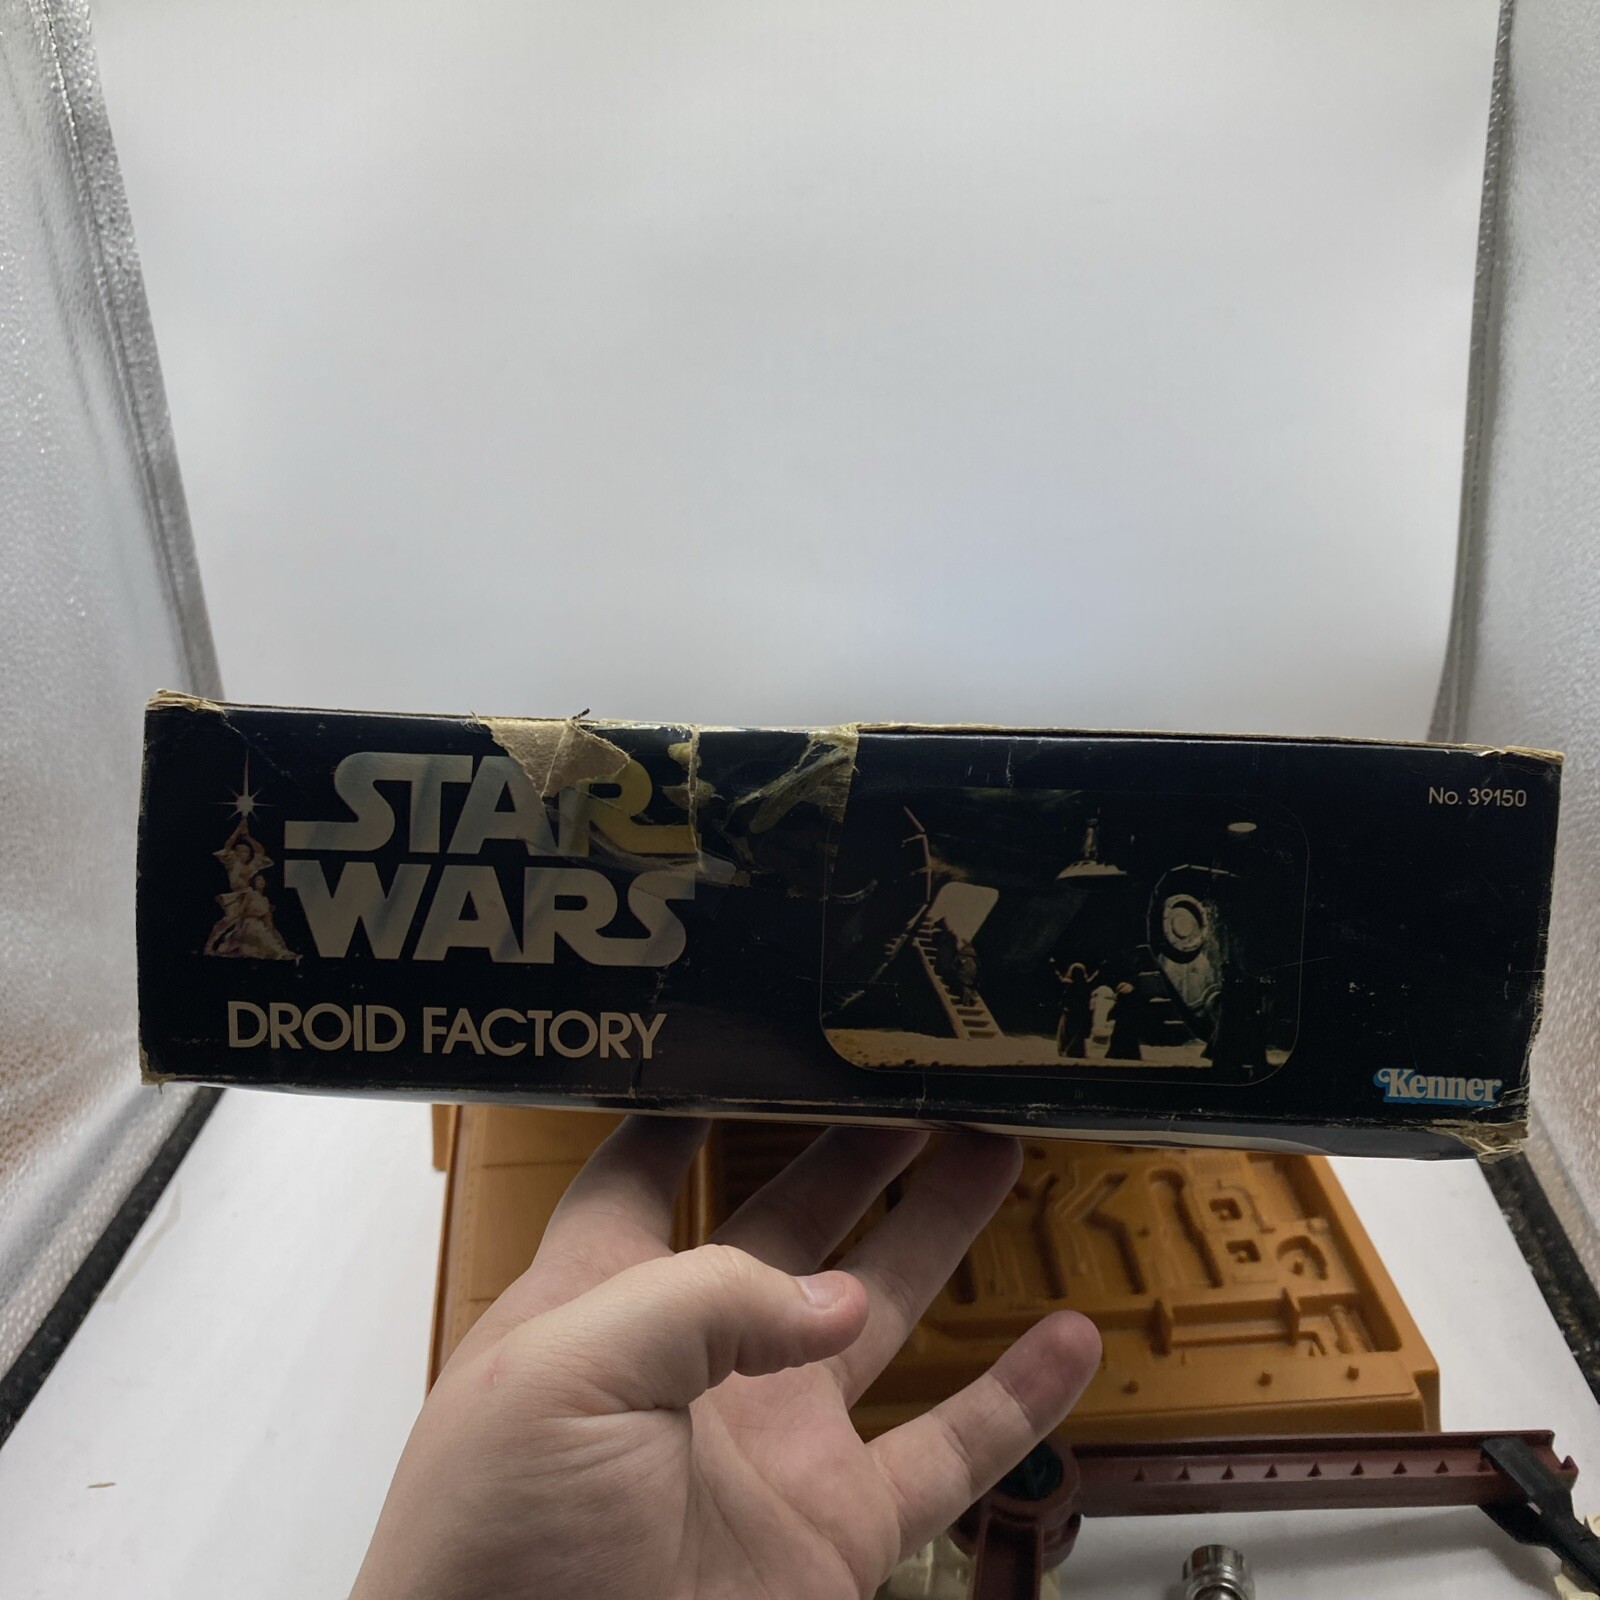 STAR
WARS
DROID FACTORY
No. 39150
Kenner